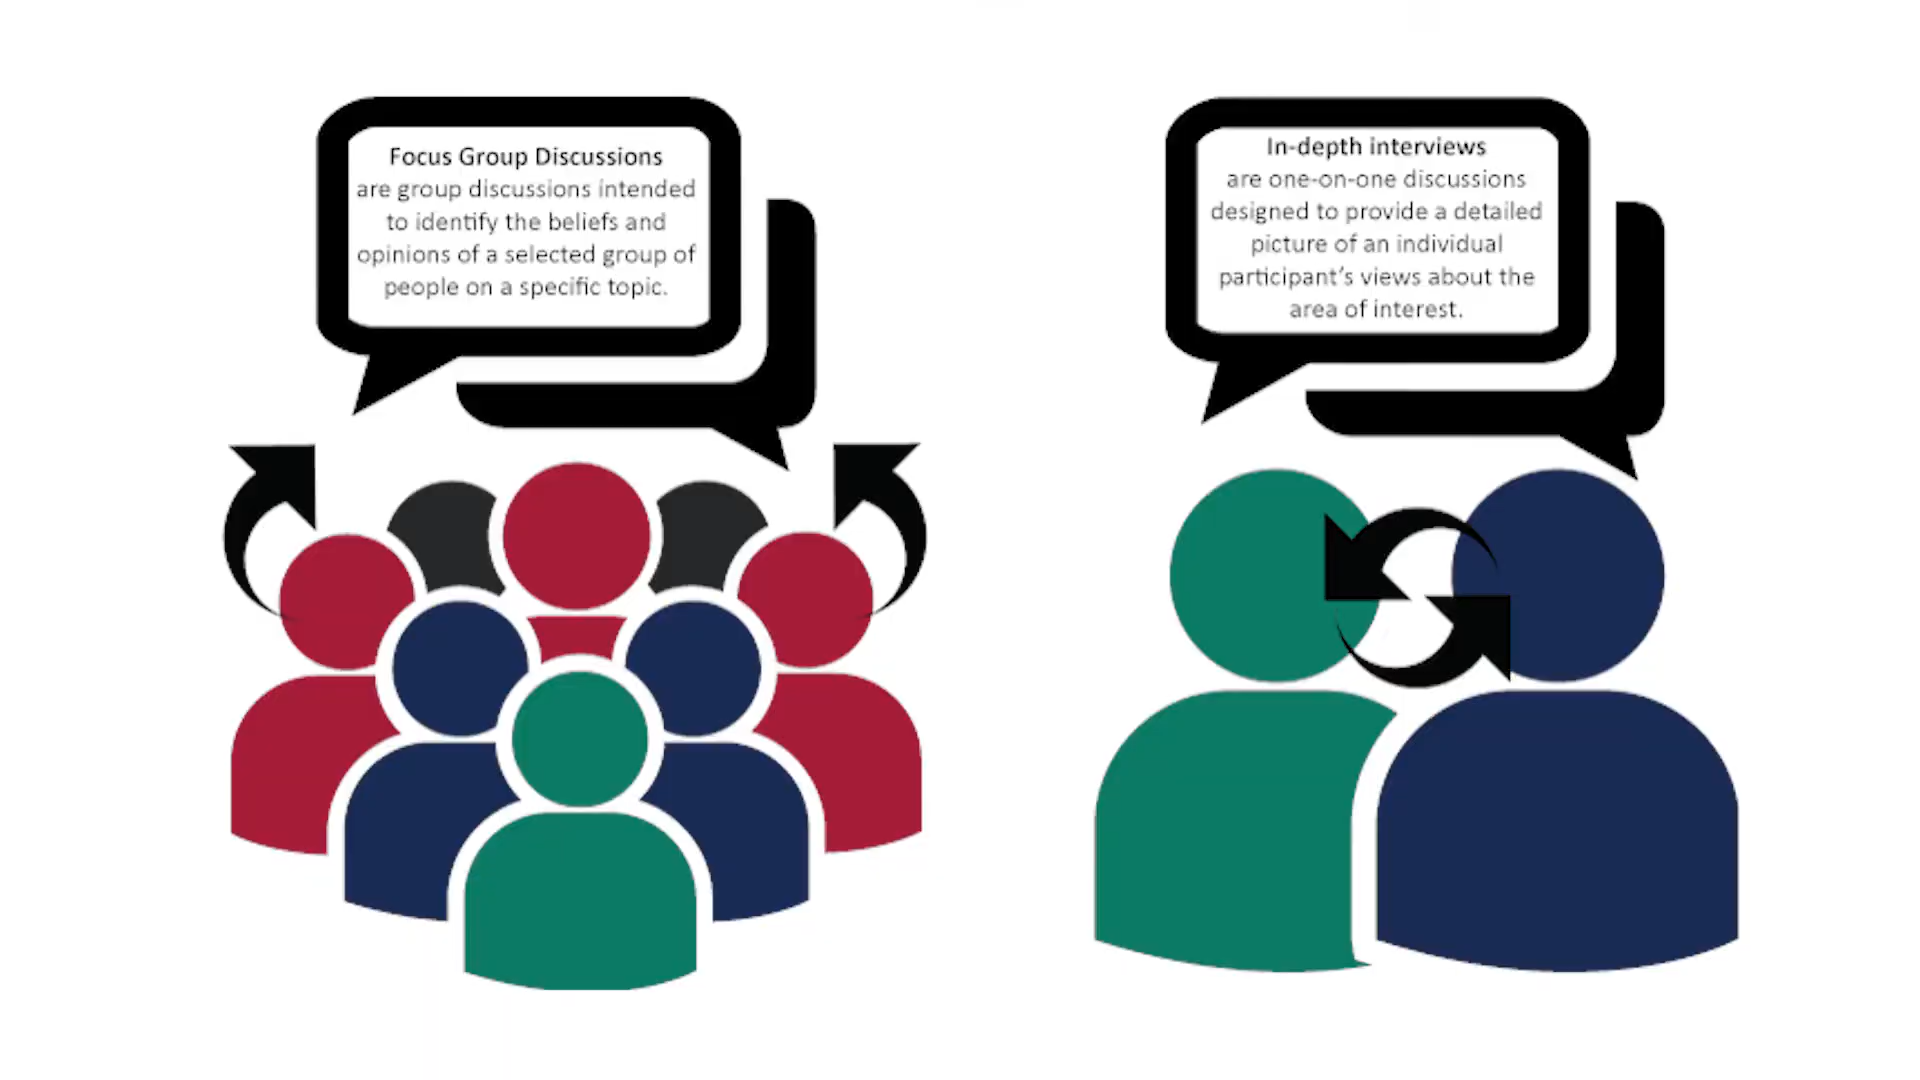 Focus Group Discussions
are group discussions intended
to identify the beliefs and
opinions of a selected group of
people on a specific topic.
In-depth interviews
are one-on-one discussions
designed to provide a detailed
picture of an individual
participant's views about the
area of interest.